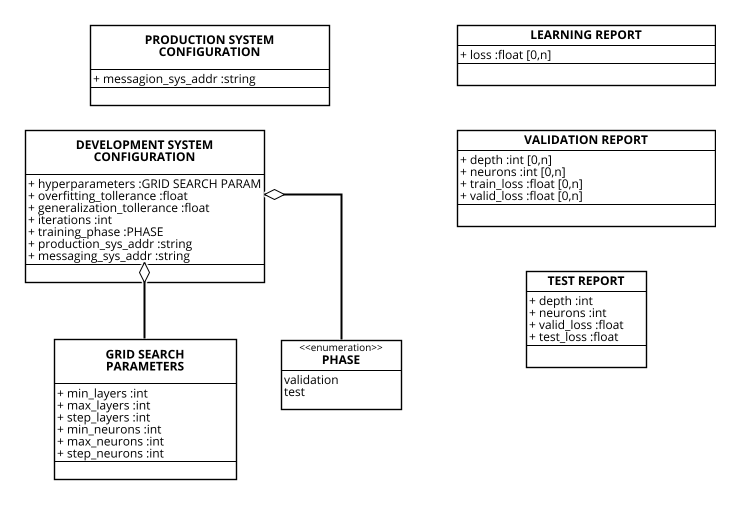 PRODUCTION SYSTEM
CONFIGURATION
+ messagion_sys_addr :string
DEVELOPMENT SYSTEM
CONFIGURATION
+ hyperparameters :GRID SEARCH PARAM
+ overfitting_tollerance :float
+ generalization_tollerance :float
+ iterations :int
+ training_phase :PHASE
+ production_sys_addr :string
+ messaging_sys_addr :string
GRID SEARCH
PARAMETERS
+ min_layers :int
+ max_layers :int
+ step_layers :int
+ min_neurons :int
+ max_neurons :int
+ step_neurons :int
<<enumeration>>
PHASE
validation
test
LEARNING REPORT
+ loss :float [0,n]
VALIDATION REPORT
+ depth :int [0,n]
+ neurons :int [0,n]
+ train_loss :float [0,n]
+ valid_loss :float [0,n]
TEST REPORT
+ depth :int
+ neurons :int
+ valid_loss :float
+ test_loss :float